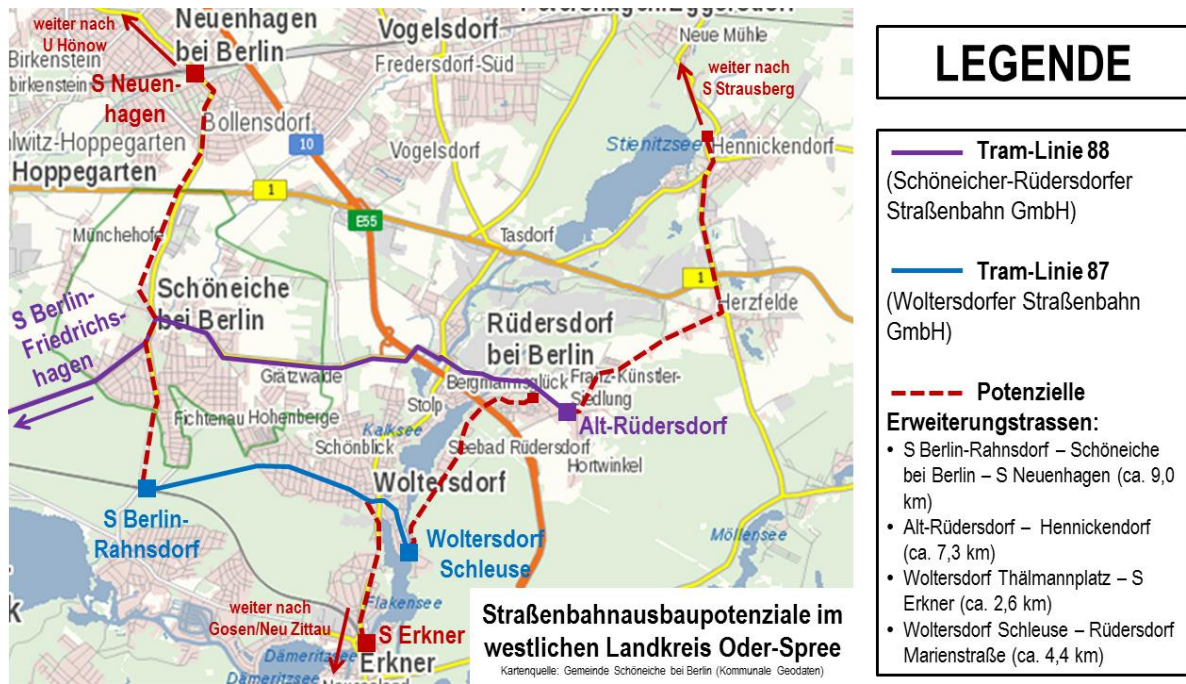 weiter nach
U Hönow
Neuenhagen
bei Berlin
Vogelsdorf
Neue Mühle
Birkenstein
birkenstein
S Neuen-
hagen
Fredersdorf-Süd
weiter nach
S Strausberg
Bollensdorf
Hoppegarten
10
Vogelsdorf
Stienitzsee
Hennickendorf
1
E55
Münchehofe
Tasdorf
1
Herzfelde
Schöneiche
bei Berlin
S Berlin-
Friedrichs-
hagen
Rüdersdorf
bei Berlin
Grätzwalde
Bergmannsglück
Franz-Künstler-
Siedlung
Stolp
Alt-Rüdersdorf
Fichtenau
Hohenberge
Kalksee
Schönblick
Seebad Rüdersdorf
Hortwinkel
Woltersdorf
S Berlin-
Rahnsdorf
Woltersdorf
Schleuse
Möllensee
Flakensee
weiter nach
Gosen/Neu Zittau
S Erkner
Erkner
Dämeritzsee
Dämeritzsee
Straßenbahnausbaupotenziale im
westlichen Landkreis Oder-Spree
Kartenquelle: Gemeinde Schöneiche bei Berlin (Kommunale Geodaten)
LEGENDE
Tram-Linie 88
(Schöneicher-Rüdersdorfer
Straßenbahn GmbH)
Tram-Linie 87
(Woltersdorfer Straßenbahn
GmbH)
Potenzielle
Erweiterungstrassen:
• S Berlin-Rahnsdorf – Schöneiche
bei Berlin – S Neuenhagen (ca. 9,0
km)
• Alt-Rüdersdorf – Hennickendorf
(ca. 7,3 km)
• Woltersdorf Thälmannplatz – S
Erkner (ca. 2,6 km)
• Woltersdorf Schleuse – Rüdersdorf
Marienstraße (ca. 4,4 km)